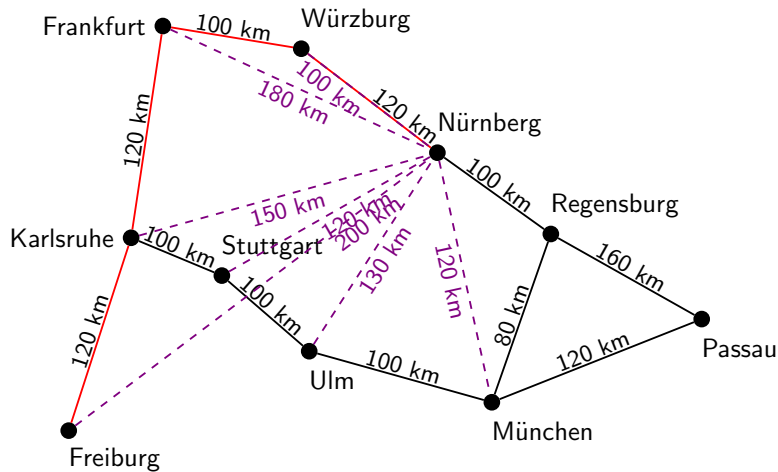 Würzburg
Frankfurt
100 km
100 km
180 km
120 km
Nürnberg
120 km
100 km
Regensburg
150 km
120 km
200 km
Karlsruhe
100 km
Stuttgart
130 km
120 km
160 km
100 km
80 km
120 km
Passau
120 km
100 km
Ulm
München
Freiburg